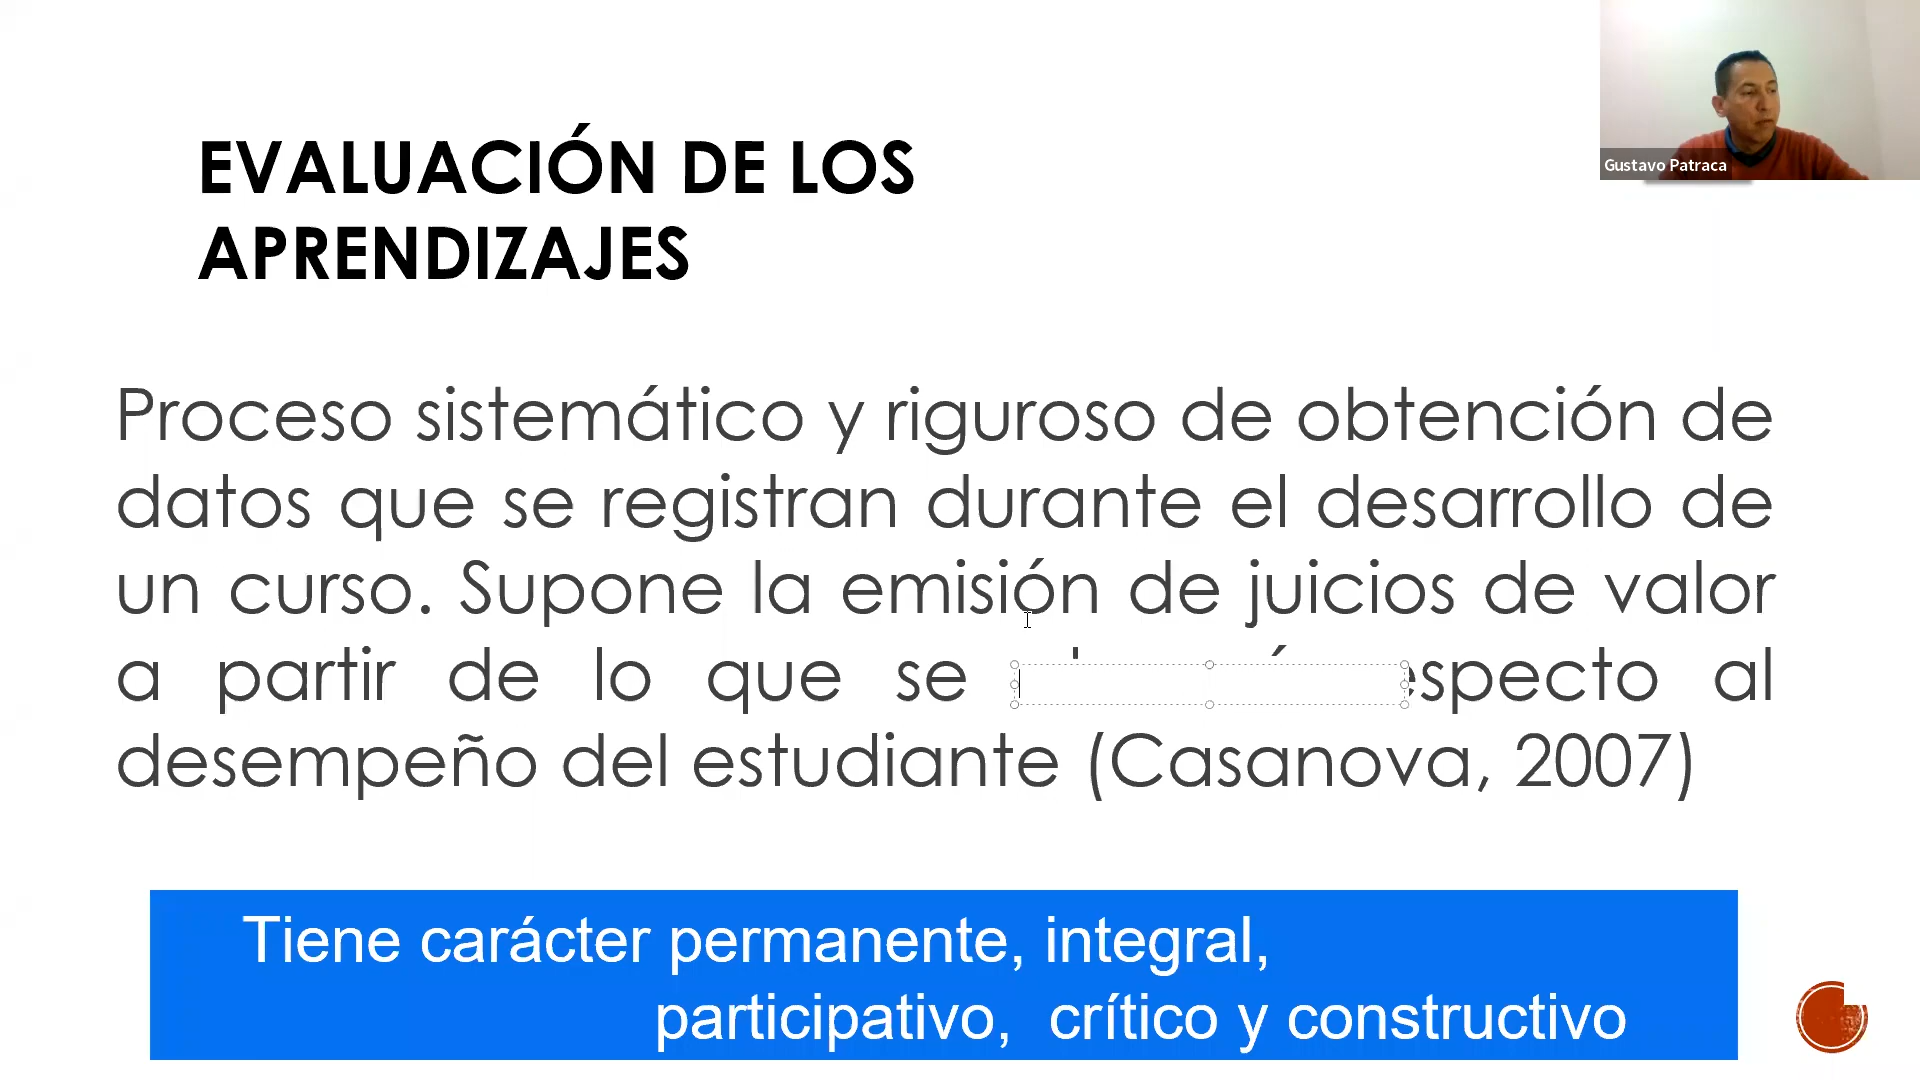 Gustavo Patraca
EVALUACIÓN DE LOS
APRENDIZAJES
Proceso sistemático y riguroso de obtención de
datos que se registran durante el desarrollo de
un curso. Supone la emisión de juicios de valor
a partir de lo que se al
desempeño del estudiante (Casanova, 2007)
Tiene carácter permanente, integral,
participativo, crítico y constructivo